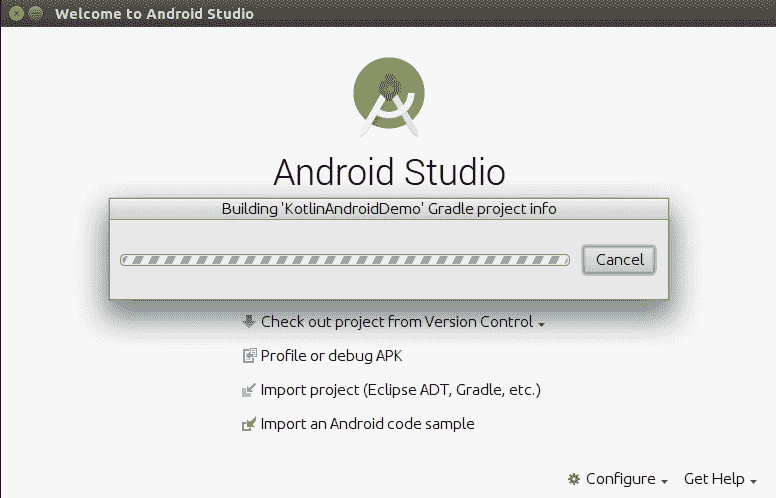 Welcome to Android Studio
Android Studio
Building 'KotlinAndroidDemo' Gradle project info
Cancel
Check out project from Version Control
Profile or debug APK
Import project (Eclipse ADT, Gradle, etc.)
Import an Android code sample
Configure Get Help